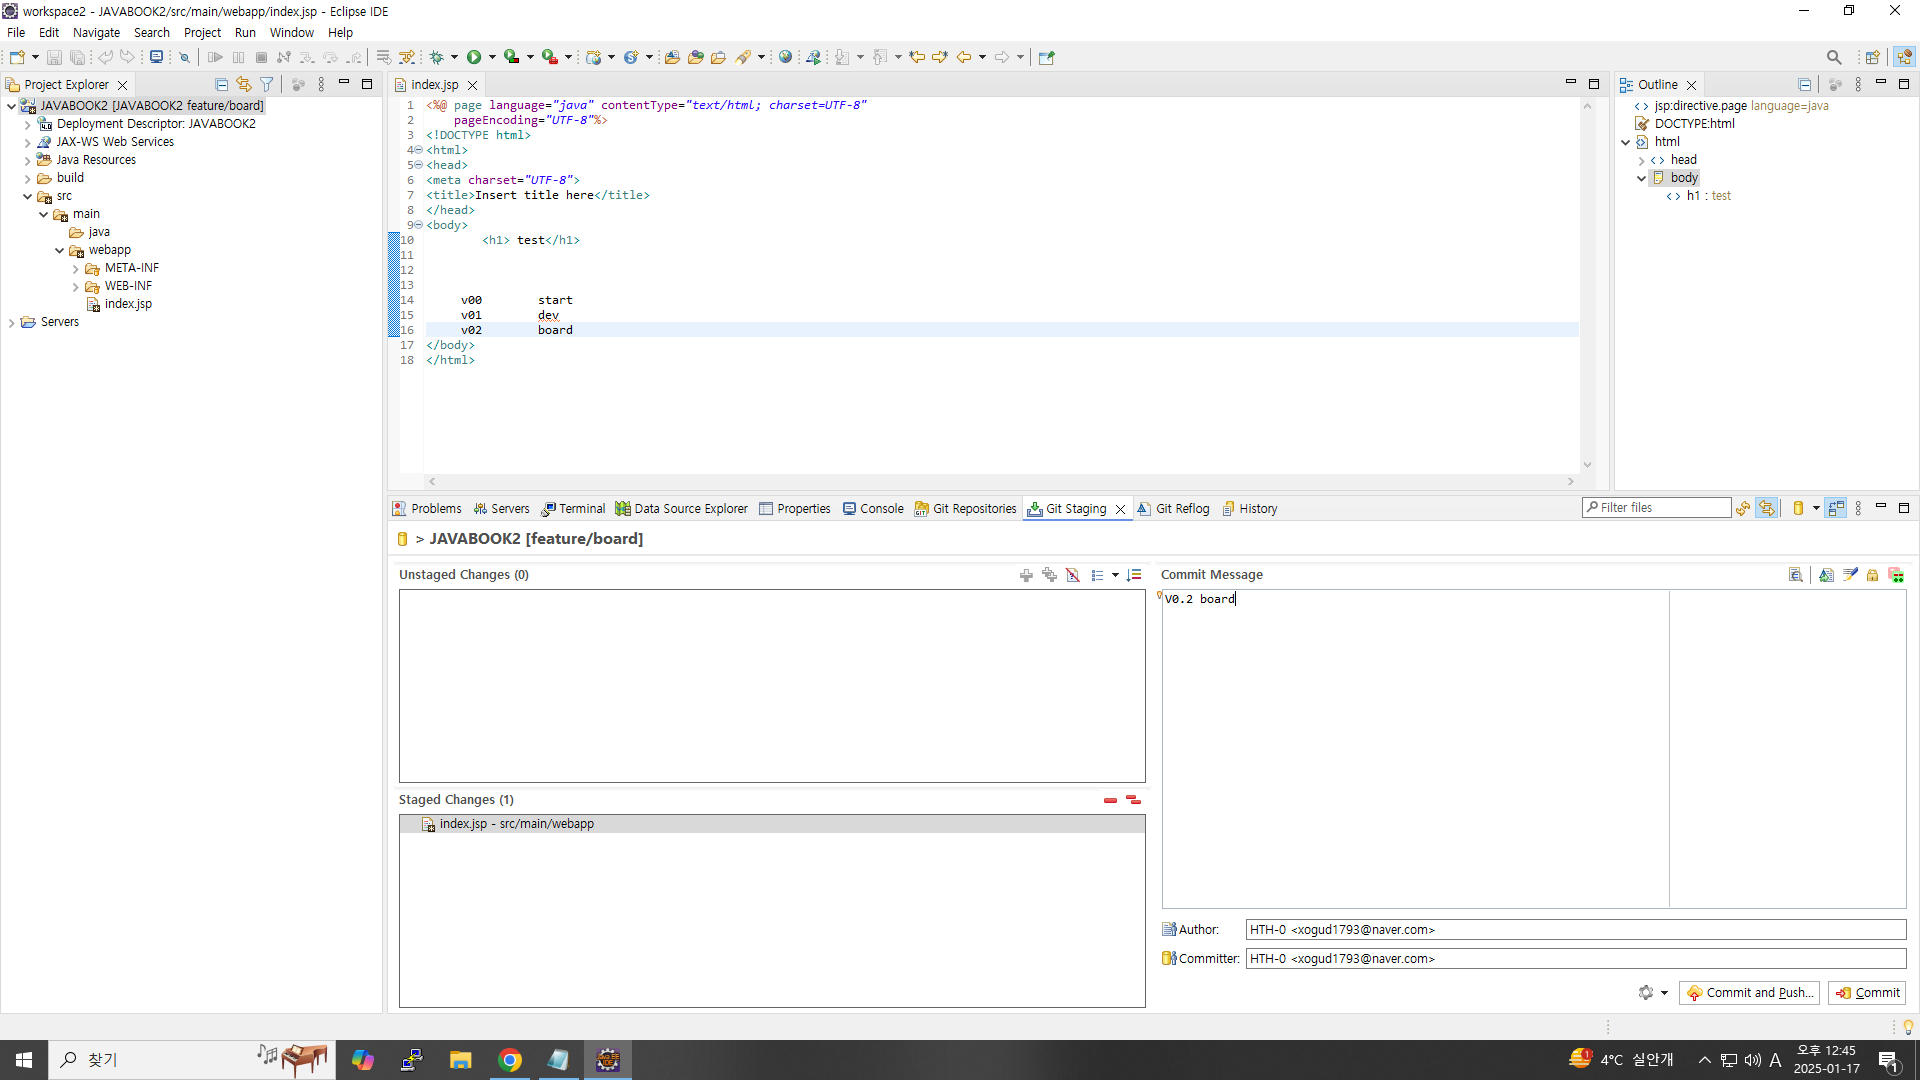 workspace2 - JAVABOOK2/src/main/webapp/index.jsp - Eclipse IDE
File Edit Navigate Search Project Run Window Help
Project Explorer
JAVABOOK2 [JAVABOOK2 feature/board]
Deployment Descriptor: JAVABOOK2
JAX-WS Web Services
Java Resources
build
src
main
java
webapp
META-INF
WEB-INF
index.jsp
Servers
index.jsp
1 <%@ page language="java" contentType="text/html; charset=UTF-8"
2 pageEncoding="UTF-8"%>
3 <!DOCTYPE html>
4 <html>
5 <head>
6 <meta charset="UTF-8">
7 <title>Insert title here</title>
8 </head>
9 <body>
10 <h1> test</h1>
11
12
13
14 v00 start
15 v01 dev
16 v02 board
17 </body>
18 </html>
Outline
jsp:directive.page language=java
DOCTYPE:html
html
head
body
h1 : test
Problems Servers Terminal Data Source Explorer Properties Console Git Repositories Git Staging Git Reflog History
Filter files
> JAVABOOK2 [feature/board]
Unstaged Changes (0)
Staged Changes (1)
index.jsp - src/main/webapp
Commit Message
V0.2 board
Author: HTH-0 <xogud1793@naver.com>
Committer: HTH-0 <xogud1793@naver.com>
Commit and Push... Commit
찾기
4°C 실안개
A
오후 12:45
2025-01-17